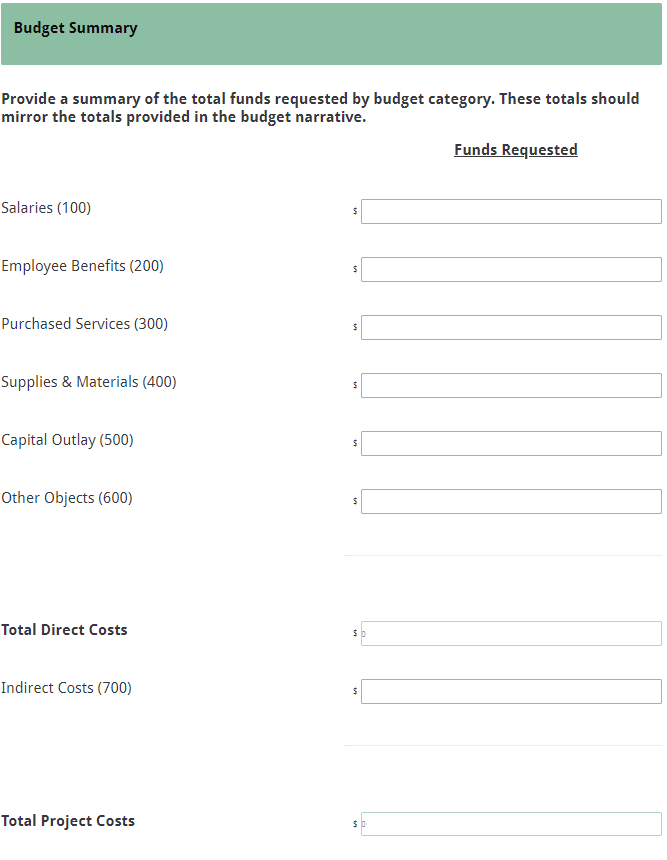 Budget Summary
Provide a summary of the total funds requested by budget category. These totals should
mirror the totals provided in the budget narrative.
Funds Requested
Salaries (100) $
Employee Benefits (200) $
Purchased Services (300) $
Supplies & Materials (400) $
Capital Outlay (500) $
Other Objects (600) $
Total Direct Costs $ 0
Indirect Costs (700) $
Total Project Costs $ 0